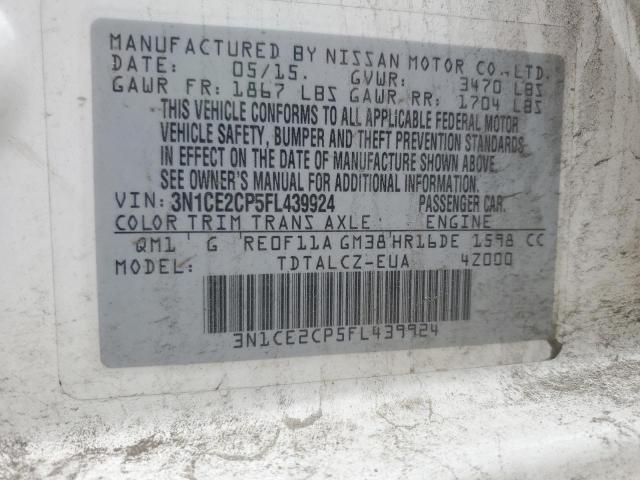 MANUFACTURED BY NISSAN MOTOR CO., LTD.
DATE: 05/15. GVWR: 3470 LBS
GAWR FR: 1867 LBS GAWR RR: 1704 LBS
THIS VEHICLE CONFORMS TO ALL APPLICABLE FEDERAL MOTOR
VEHICLE SAFETY, BUMPER AND THEFT PREVENTION STANDARDS
IN EFFECT ON THE DATE OF MANUFACTURE SHOWN ABOVE.
SEE OWNER'S MANUAL FOR ADDITIONAL INFORMATION.
VIN: 3N1CE2CP5FL439924 PASSENGER CAR
COLOR TRIM TRANS AXLE: ENGINE
QM1 G RE0F11A GM38 HR16DE 1598 CC
MODEL: TDTALCZ-EUA 4Z000
3N1CE2CP5FL439924